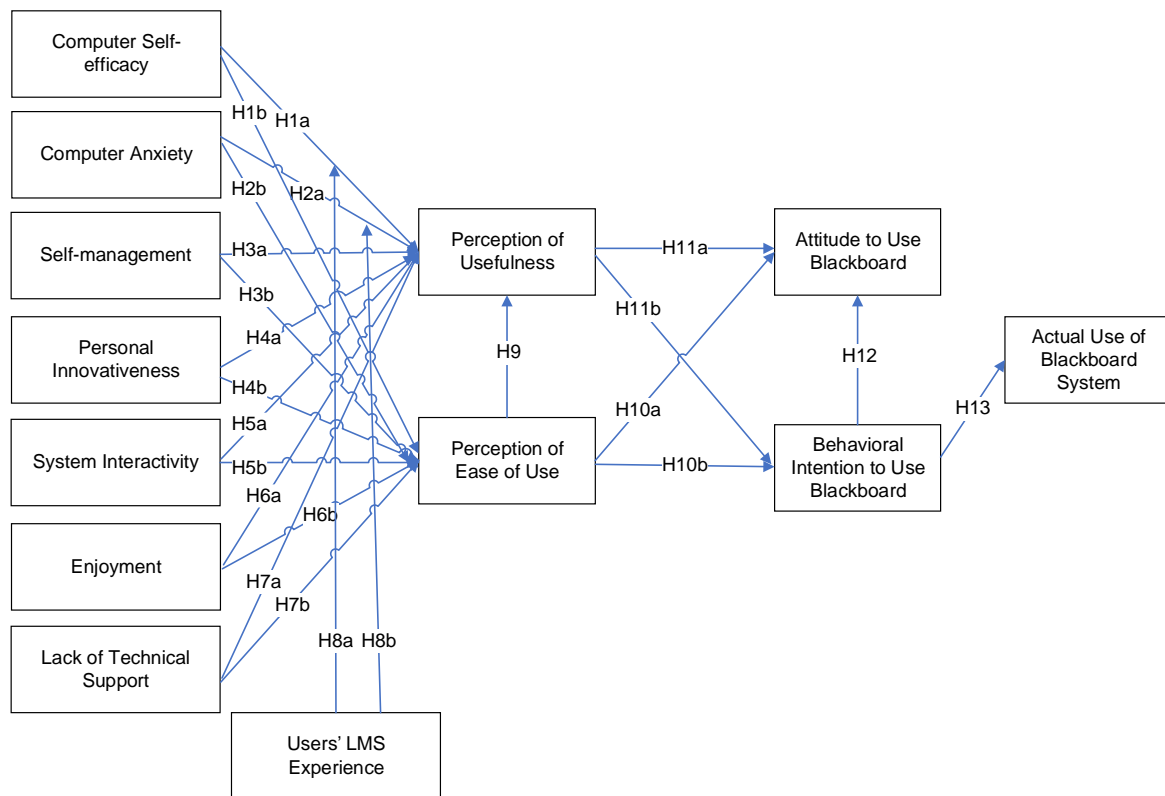 Computer Self-
efficacy
Computer Anxiety
Self-management
Personal
Innovativeness
System Interactivity
Enjoyment
Lack of Technical
Support
Users' LMS
Experience
H1b
H1a
H2b
H2a
H3a
H3b
H4a
H4b
H5a
H5b
H6a
H6b
H7a
H7b
H8a
H8b
Perception of
Usefulness
H9
Perception of
Ease of Use
H11a
H11b
H10a
H10b
Attitude to Use
Blackboard
H12
Behavioral
Intention to Use
Blackboard
H13
Actual Use of
Blackboard
System